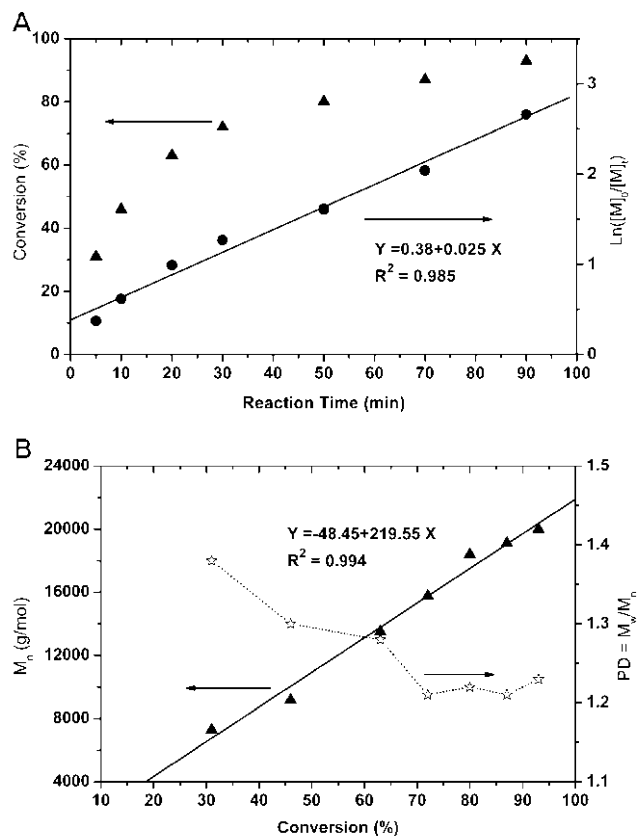 A
100
80
60
40
20
0
Conversion (%)
3
2
1
0
Ln([M]0/[M]t)
Y =0.38+0.025 X
R2 = 0.985
0 10 20 30 40 50 60 70 80 90 100
Reaction Time (min)
B
24000
20000
16000
12000
8000
4000
Mn (g/mol)
1.5
1.4
1.3
1.2
1.1
PD = Mw/Mn
Y =-48.45+219.55 X
R2 = 0.994
10 20 30 40 50 60 70 80 90 100
Conversion (%)